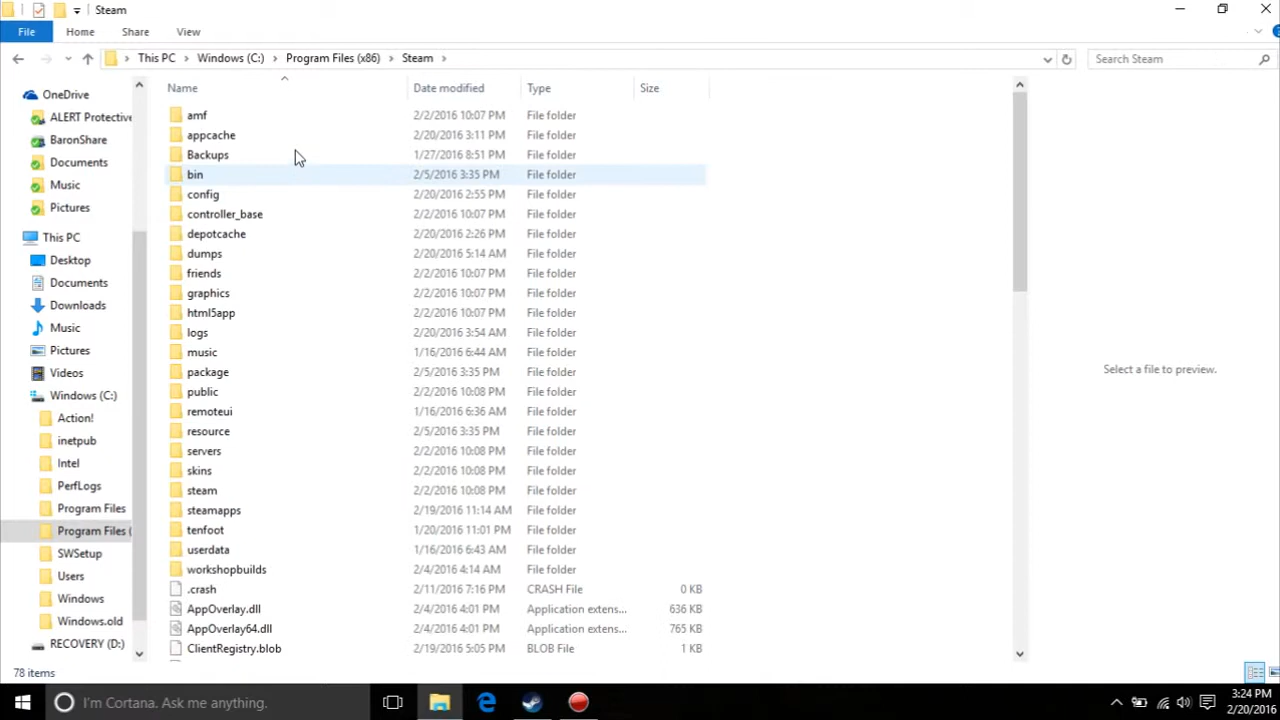 Steam
File Home Share View
This PC Windows (C:) Program Files (x86) Steam Search Steam
Name Date modified Type Size
OneDrive
ALERT Protective
BaronShare
Documents
Music
Pictures
This PC
Desktop
Documents
Downloads
Music
Pictures
Videos
Windows (C:)
Action!
inetpub
Intel
PerfLogs
Program Files
Program Files (
SWSetup
Users
Windows
Windows.old
RECOVERY (D:)
amf 2/2/2016 10:07 PM File folder
appcache 2/20/2016 3:11 PM File folder
Backups 1/27/2016 8:51 PM File folder
bin 2/5/2016 3:35 PM File folder
config 2/20/2016 2:55 PM File folder
controller_base 2/2/2016 10:07 PM File folder
depotcache 2/20/2016 2:26 PM File folder
dumps 2/20/2016 5:14 AM File folder
friends 2/2/2016 10:07 PM File folder
graphics 2/2/2016 10:07 PM File folder
html5app 2/2/2016 10:07 PM File folder
logs 2/20/2016 3:54 AM File folder
music 1/16/2016 6:44 AM File folder
package 2/5/2016 3:35 PM File folder
public 2/2/2016 10:08 PM File folder
remoteui 1/16/2016 6:36 AM File folder
resource 2/5/2016 3:35 PM File folder
servers 2/2/2016 10:08 PM File folder
skins 2/2/2016 10:08 PM File folder
steam 2/2/2016 10:08 PM File folder
steamapps 2/19/2016 11:14 AM File folder
tenfoot 1/20/2016 11:01 PM File folder
userdata 1/16/2016 6:43 AM File folder
workshopbuilds 2/4/2016 4:14 AM File folder
.crash 2/11/2016 7:16 PM CRASH File 0 KB
AppOverlay.dll 2/4/2016 4:01 PM Application extens... 636 KB
AppOverlay64.dll 2/4/2016 4:01 PM Application extens... 765 KB
ClientRegistry.blob 2/19/2016 5:05 PM BLOB File 1 KB
Select a file to preview.
78 items
I'm Cortana. Ask me anything.
3:24 PM
2/20/2016